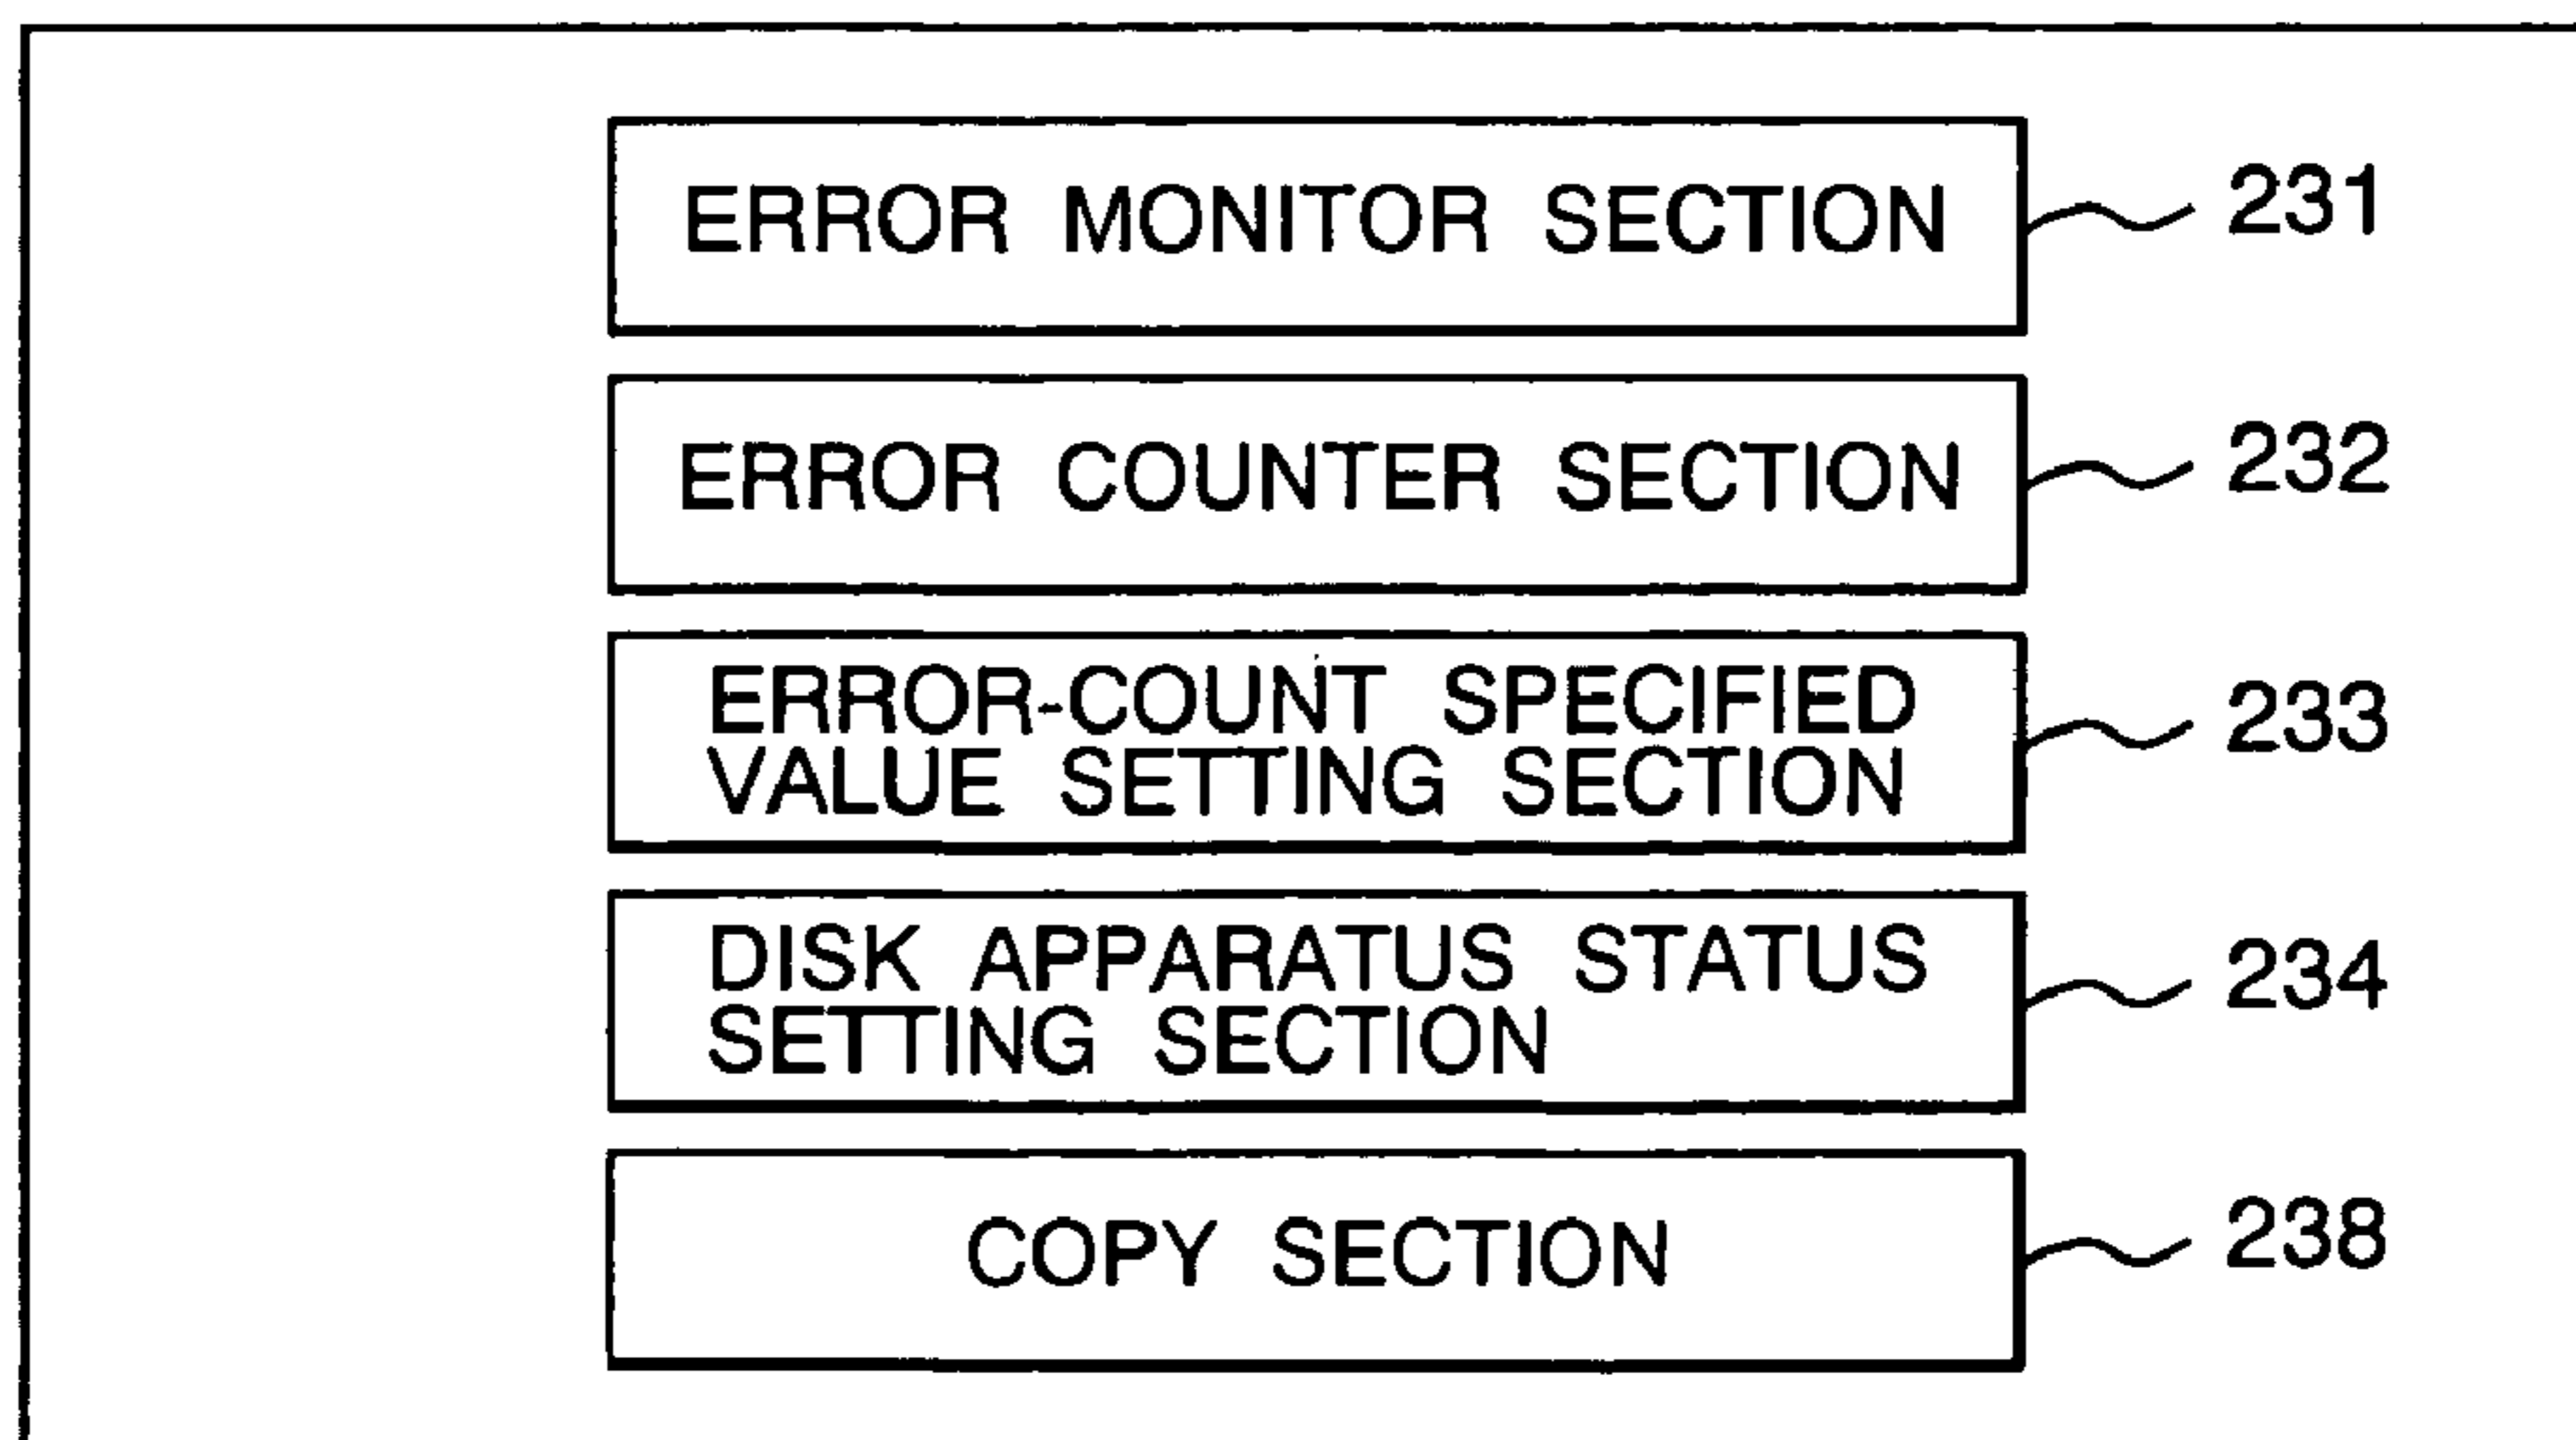 ERROR MONITOR SECTION 231
ERROR COUNTER SECTION 232
ERROR-COUNT SPECIFIED
VALUE SETTING SECTION 233
DISK APPARATUS STATUS
SETTING SECTION 234
COPY SECTION 238